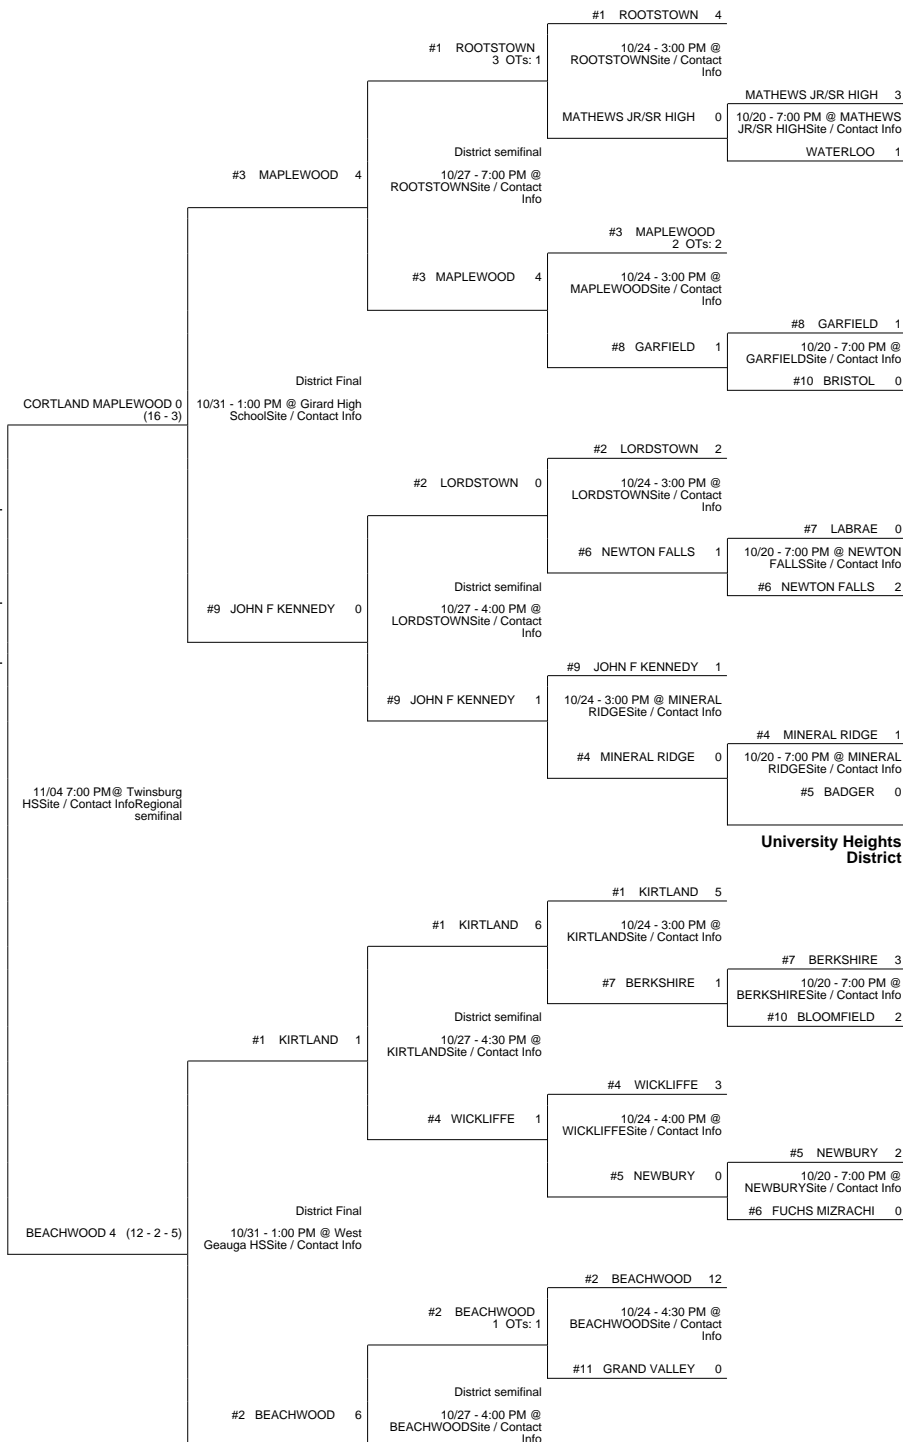 #1 ROOTSTOWN 4
#1 ROOTSTOWN
3 OTs: 1
10/24 - 3:00 PM @
ROOTSTOWNSite / Contact
Info
MATHEWS JR/SR HIGH 3
MATHEWS JR/SR HIGH 0
10/20 - 7:00 PM @ MATHEWS
JR/SR HIGHSite / Contact Info
WATERLOO 1
District semifinal
#3 MAPLEWOOD 4
10/27 - 7:00 PM @
ROOTSTOWNSite / Contact
Info
#3 MAPLEWOOD
2 OTs: 2
#3 MAPLEWOOD 4
10/24 - 3:00 PM @
MAPLEWOODSite / Contact
Info
#8 GARFIELD 1
#8 GARFIELD 1
10/20 - 7:00 PM @
GARFIELDSite / Contact Info
#10 BRISTOL 0
District Final
CORTLAND MAPLEWOOD 0
(16 - 3)
10/31 - 1:00 PM @ Girard High
SchoolSite / Contact Info
#2 LORDSTOWN 2
#2 LORDSTOWN 0
10/24 - 3:00 PM @
LORDSTOWNSite / Contact
Info
#7 LABRAE 0
#6 NEWTON FALLS 1
10/20 - 7:00 PM @ NEWTON
FALLSSite / Contact Info
#6 NEWTON FALLS 2
District semifinal
#9 JOHN F KENNEDY 0
10/27 - 4:00 PM @
LORDSTOWNSite / Contact
Info
#9 JOHN F KENNEDY 1
#9 JOHN F KENNEDY 1
10/24 - 3:00 PM @ MINERAL
RIDGESite / Contact Info
#4 MINERAL RIDGE 1
#4 MINERAL RIDGE 0
10/20 - 7:00 PM @ MINERAL
RIDGESite / Contact Info
#5 BADGER 0
11/04 7:00 PM@ Twinsburg
HSSite / Contact InfoRegional
semifinal
University Heights
District
#1 KIRTLAND 5
#1 KIRTLAND 6
10/24 - 3:00 PM @
KIRTLANDSite / Contact Info
#7 BERKSHIRE 3
#7 BERKSHIRE 1
10/20 - 7:00 PM @
BERKSHIRESite / Contact Info
#10 BLOOMFIELD 2
District semifinal
#1 KIRTLAND 1
10/27 - 4:30 PM @
KIRTLANDSite / Contact Info
#4 WICKLIFFE 3
#4 WICKLIFFE 1
10/24 - 4:00 PM @
WICKLIFFESite / Contact Info
#5 NEWBURY 2
#5 NEWBURY 0
10/20 - 7:00 PM @
NEWBURYSite / Contact Info
#6 FUCHS MIZRACHI 0
District Final
BEACHWOOD 4 (12 - 2 - 5)
10/31 - 1:00 PM @ West
Geauga HSSite / Contact Info
#2 BEACHWOOD 12
#2 BEACHWOOD
1 OTs: 1
10/24 - 4:30 PM @
BEACHWOODSite / Contact
Info
#11 GRAND VALLEY 0
District semifinal
#2 BEACHWOOD 6
10/27 - 4:00 PM @
BEACHWOODSite / Contact
Info